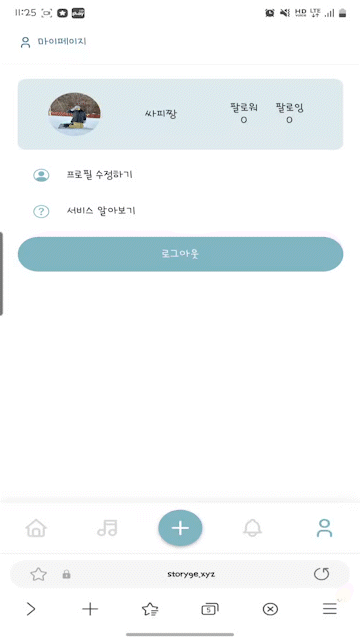 11:25
마이페이지
싸피짱
팔로워
0
팔로잉
0
프로필 수정하기
서비스 알아보기
로그아웃
storyge.xyz
5